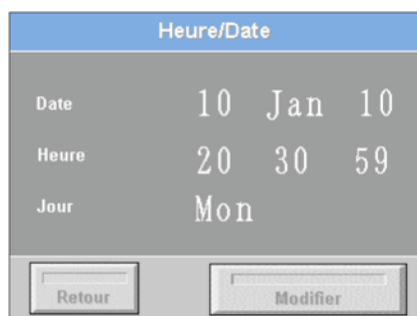 Heure/Date
Date 10 Jan 10
Heure 20 30 59
Jour Mon
Retour Modifier